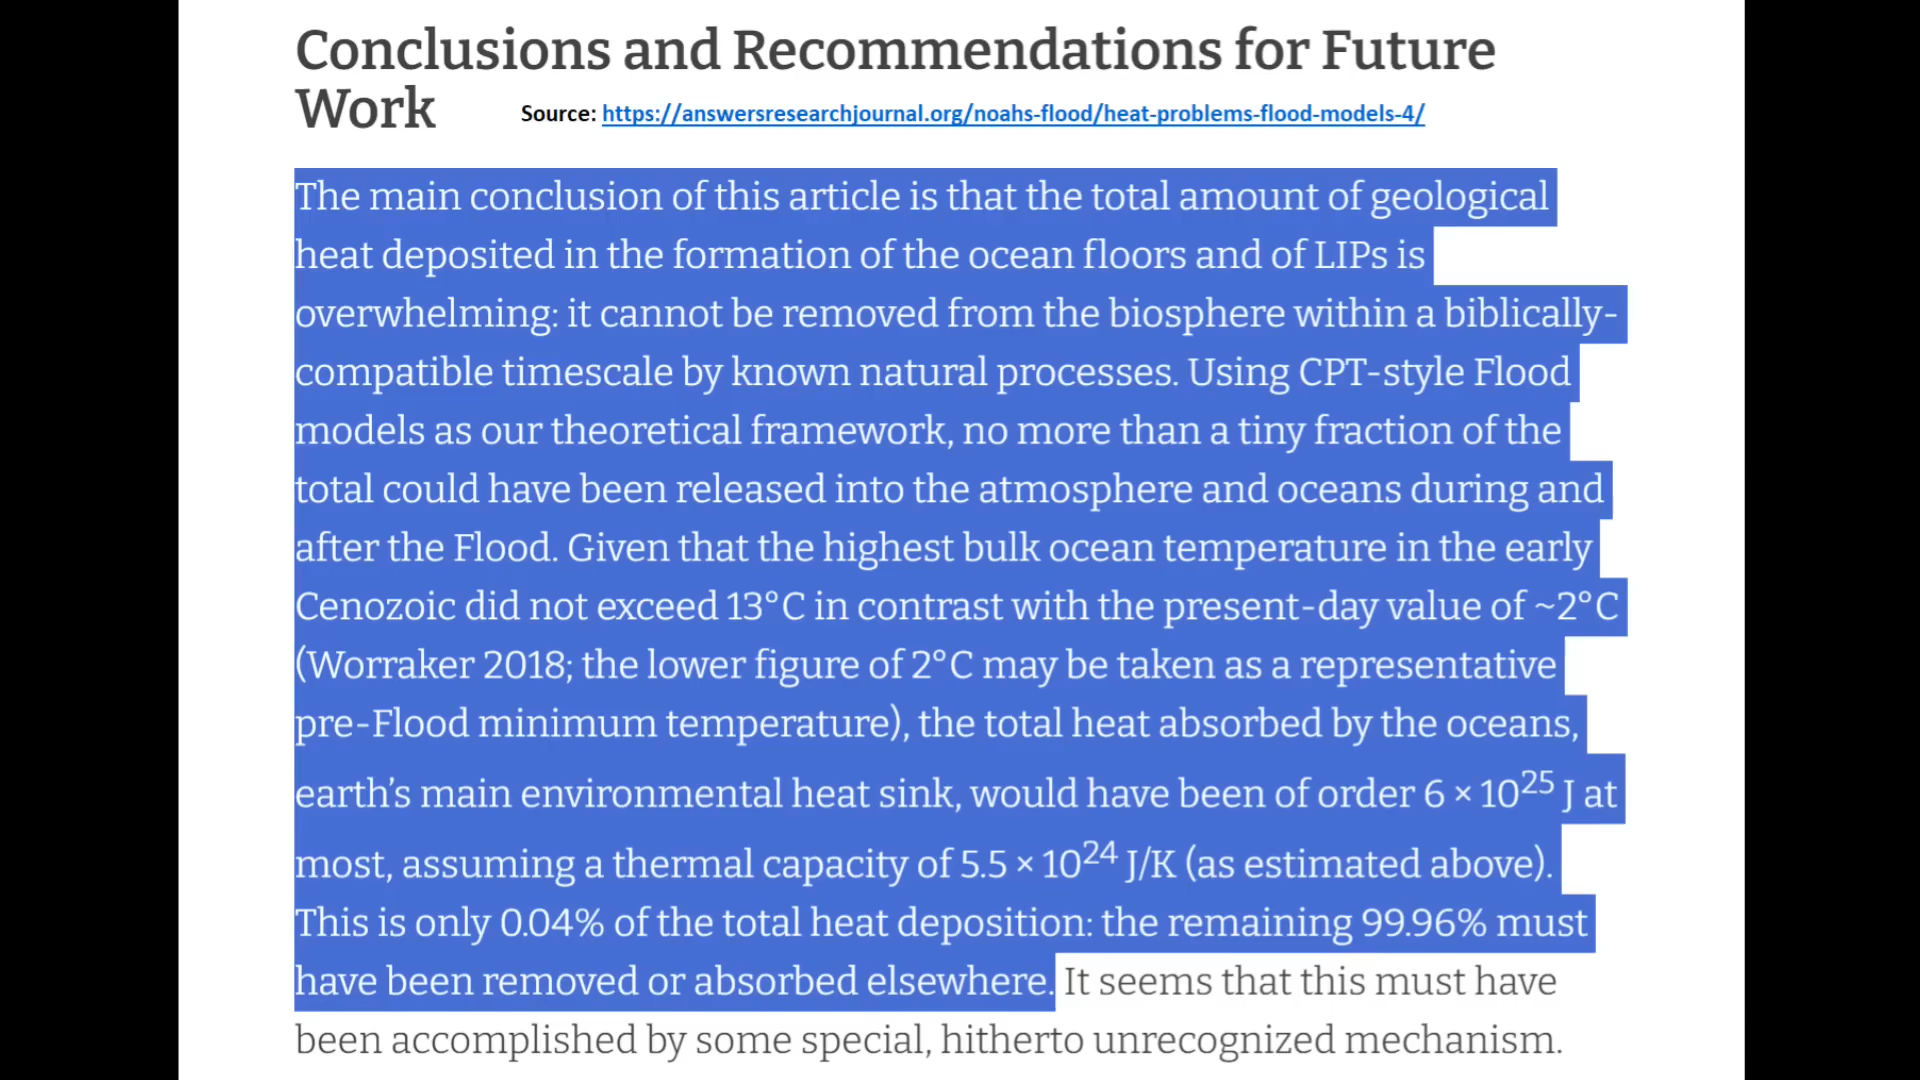 Conclusions and Recommendations for Future
Work
Source: https://answersresearchjournal.org/noahs-flood/heat-problems-flood-models-4/
The main conclusion of this article is that the total amount of geological
heat deposited in the formation of the ocean floors and of LIPs is
overwhelming: it cannot be removed from the biosphere within a biblically-
compatible timescale by known natural processes. Using CPT-style Flood
models as our theoretical framework, no more than a tiny fraction of the
total could have been released into the atmosphere and oceans during and
after the Flood. Given that the highest bulk ocean temperature in the early
Cenozoic did not exceed 13°C in contrast with the present-day value of ~2°C
(Worraker 2018; the lower figure of 2°C may be taken as a representative
pre-Flood minimum temperature), the total heat absorbed by the oceans,
earth’s main environmental heat sink, would have been of order 6 × 10²⁵ J at
most, assuming a thermal capacity of 5.5 × 10²⁴ J/K (as estimated above).
This is only 0.04% of the total heat deposition: the remaining 99.96% must
have been removed or absorbed elsewhere. It seems that this must have
been accomplished by some special, hitherto unrecognized mechanism.